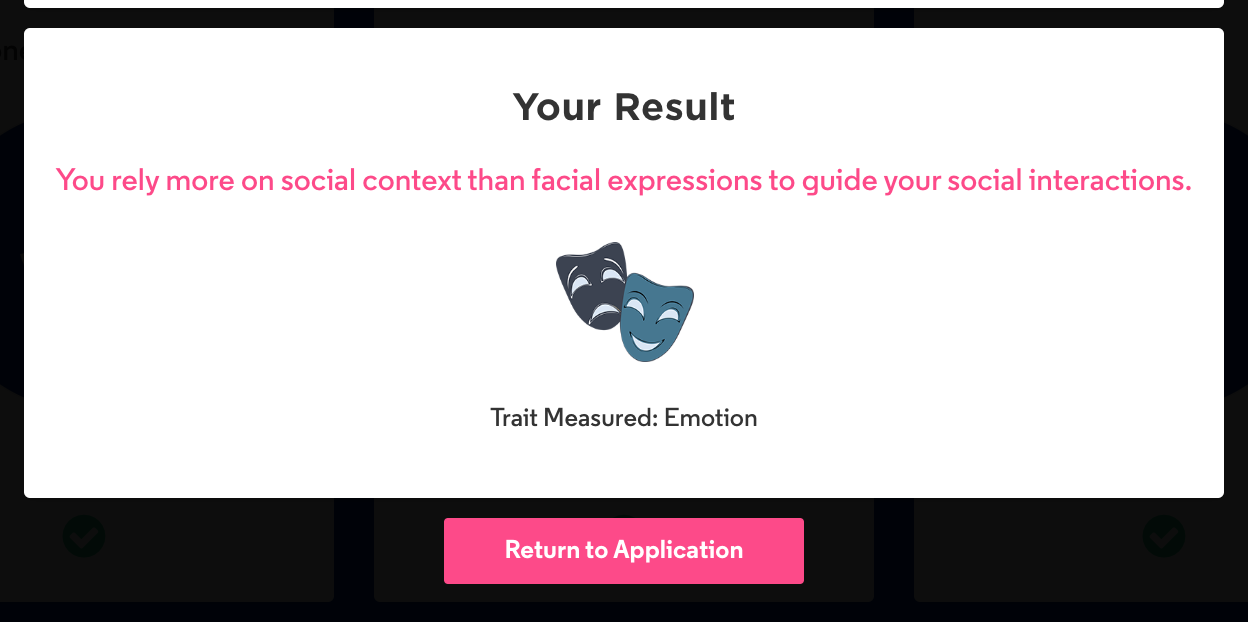 Your Result
You rely more on social context than facial expressions to guide your social interactions.
Trait Measured: Emotion
Return to Application